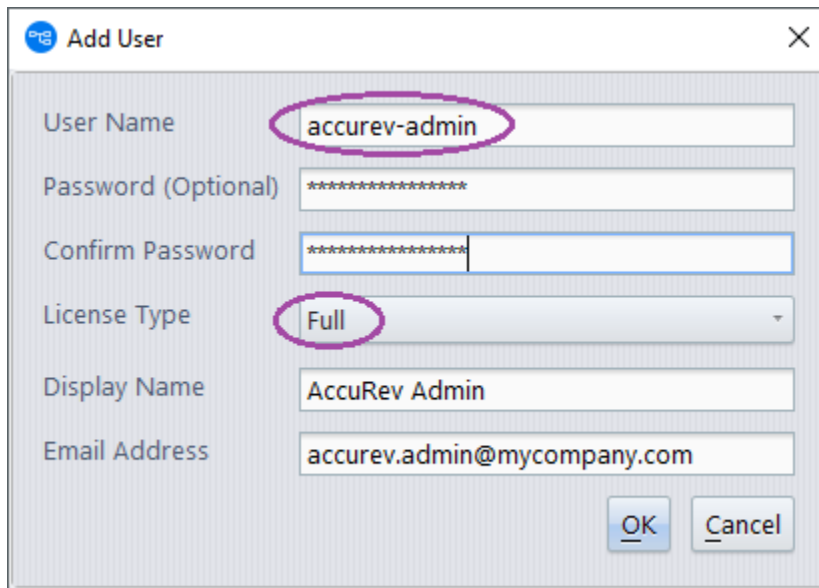 Add User
User Name accurev-admin
Password (Optional) ****************
Confirm Password ****************
License Type Full
Display Name AccuRev Admin
Email Address accurev.admin@mycompany.com
OK Cancel